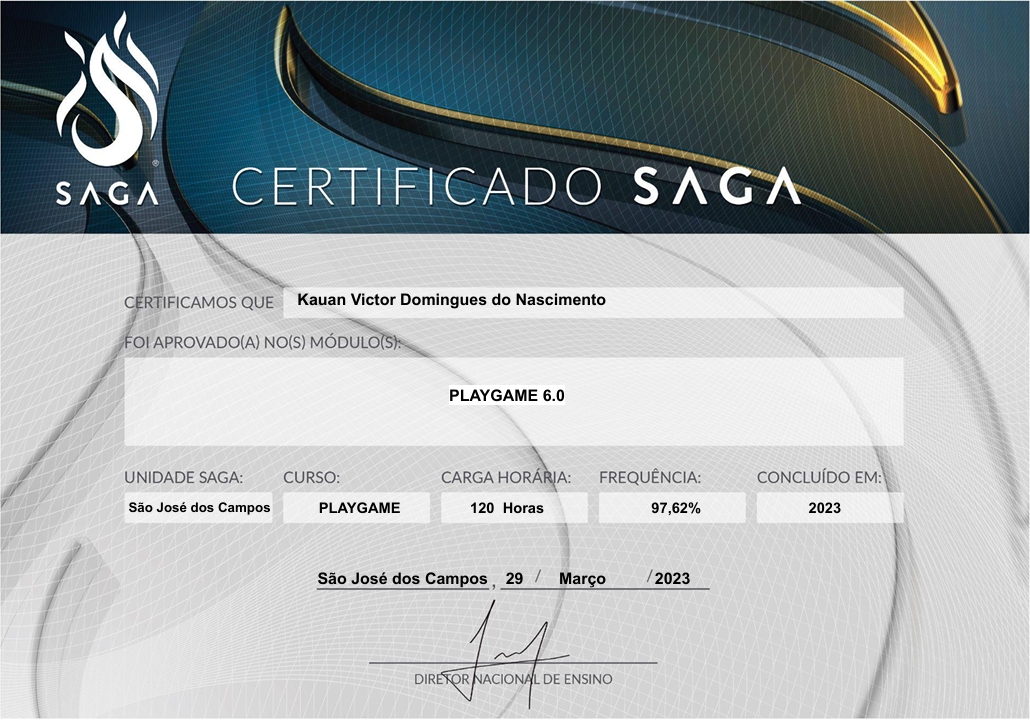 SAGA
CERTIFICADO SAGA
CERTIFICAMOS QUE Kauan Victor Domingues do Nascimento
FOI APROVADO(A) NO(S) MÓDULO(S):
PLAYGAME 6.0
UNIDADE SAGA: CURSO: CARGA HORÁRIA: FREQUÊNCIA: CONCLUÍDO EM:
São José dos Campos PLAYGAME 120 Horas 97,62% 2023
São José dos Campos , 29 / Março / 2023
DIRETOR NACIONAL DE ENSINO